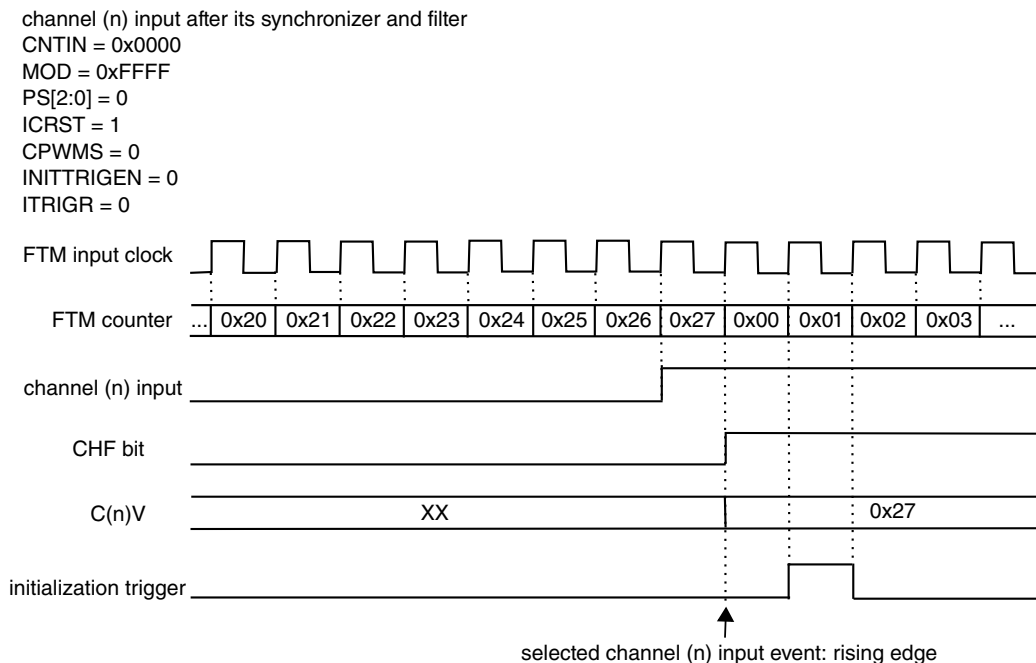 channel (n) input after its synchronizer and filter
CNTIN = 0x0000
MOD = 0xFFFF
PS[2:0] = 0
ICRST = 1
CPWMS = 0
INITTRIGEN = 0
ITRIGR = 0
FTM input clock
FTM counter ... 0x20 0x21 0x22 0x23 0x24 0x25 0x26 0x27 0x00 0x01 0x02 0x03 ...
channel (n) input
CHF bit
C(n)V XX 0x27
initialization trigger
selected channel (n) input event: rising edge